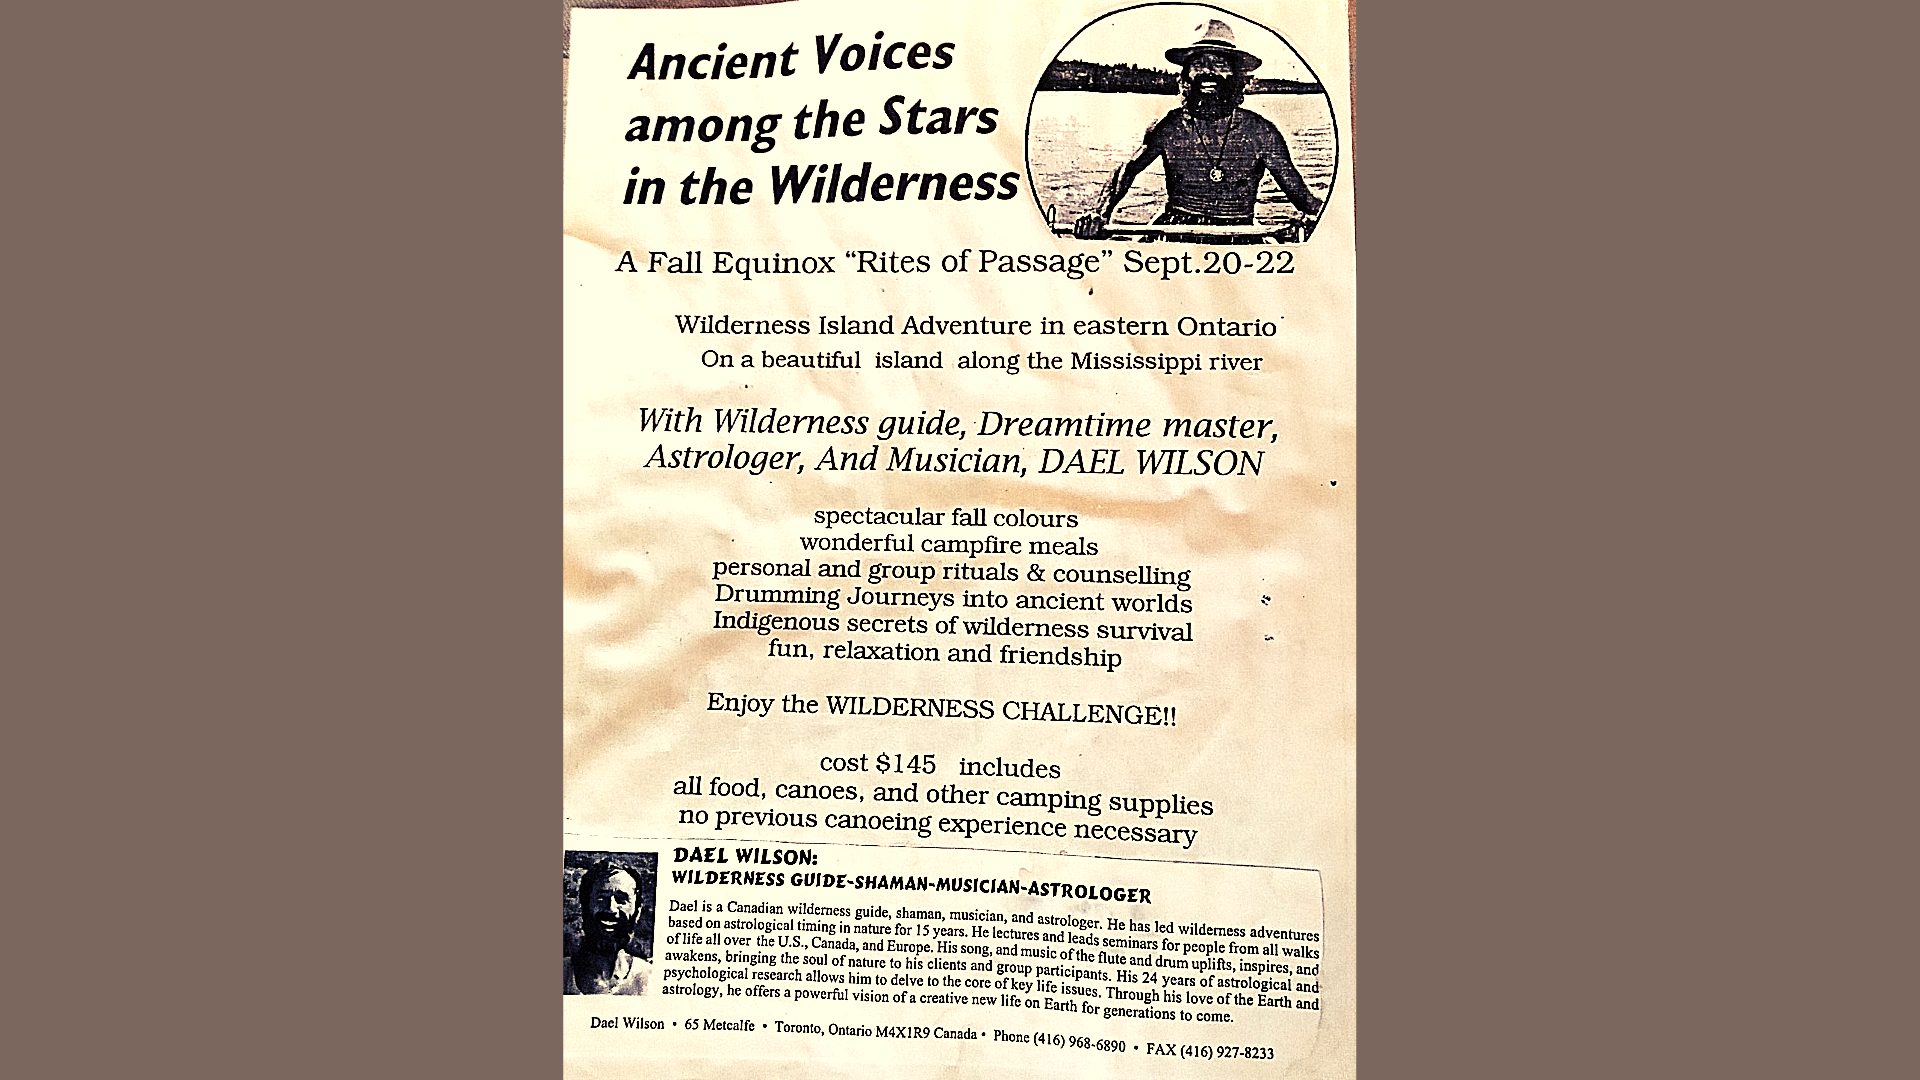 Ancient Voices
among the Stars
in the Wilderness
A Fall Equinox “Rites of Passage” Sept.20-22
Wilderness Island Adventure in eastern Ontario
On a beautiful island along the Mississippi river
With Wilderness guide, Dreamtime master,
Astrologer, And Musician, DAEL WILSON
spectacular fall colours
wonderful campfire meals
personal and group rituals & counselling
Drumming Journeys into ancient worlds
Indigenous secrets of wilderness survival
fun, relaxation and friendship
Enjoy the WILDERNESS CHALLENGE!!
cost $145 includes
all food, canoes, and other camping supplies
no previous canoeing experience necessary
DAEL WILSON:
WILDERNESS GUIDE-SHAMAN-MUSICIAN-ASTROLOGER
Dael is a Canadian wilderness guide, shaman, musician, and astrologer. He has led wilderness adventures
based on astrological timing in nature for 15 years. He lectures and leads seminars for people from all walks
of life all over the U.S., Canada, and Europe. His song, and music of the flute and drum uplifts, inspires, and
awakens, bringing the soul of nature to his clients and group participants. His 24 years of astrological and
psychological research allows him to delve to the core of key life issues. Through his love of the Earth and
astrology, he offers a powerful vision of a creative new life on Earth for generations to come.
Dael Wilson • 65 Metcalfe • Toronto, Ontario M4X1R9 Canada • Phone (416) 968-6890 • FAX (416) 927-8233